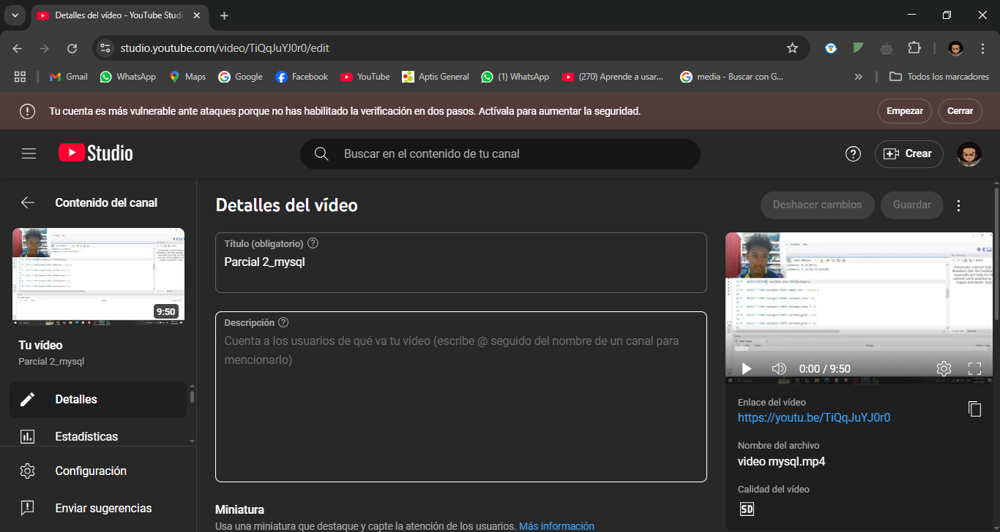 Detalles del vídeo - YouTube Studi
studio.youtube.com/video/TiQqJuYJ0r0/edit
Gmail
WhatsApp
Maps
Google
Facebook
YouTube
Aptis General
(1) WhatsApp
(270) Aprende a usar...
media - Buscar con G...
Todos los marcadores
Tu cuenta es más vulnerable ante ataques porque no has habilitado la verificación en dos pasos. Actívala para aumentar la seguridad.
Empezar
Cerrar
Studio
Buscar en el contenido de tu canal
Crear
Contenido del canal
9:50
Tu vídeo
Parcial 2_mysql
Detalles
Estadísticas
Configuración
Enviar sugerencias
Detalles del vídeo
Deshacer cambios
Guardar
Título (obligatorio)
Parcial 2_mysql
Descripción
Cuenta a los usuarios de qué va tu vídeo (escribe @ seguido del nombre de un canal para
mencionarlo)
Miniatura
Usa una miniatura que destaque y capte la atención de los usuarios. Más información
0:00 / 9:50
Enlace del vídeo
https://youtu.be/TiQqJuYJ0r0
Nombre del archivo
video mysql.mp4
Calidad del vídeo
SD